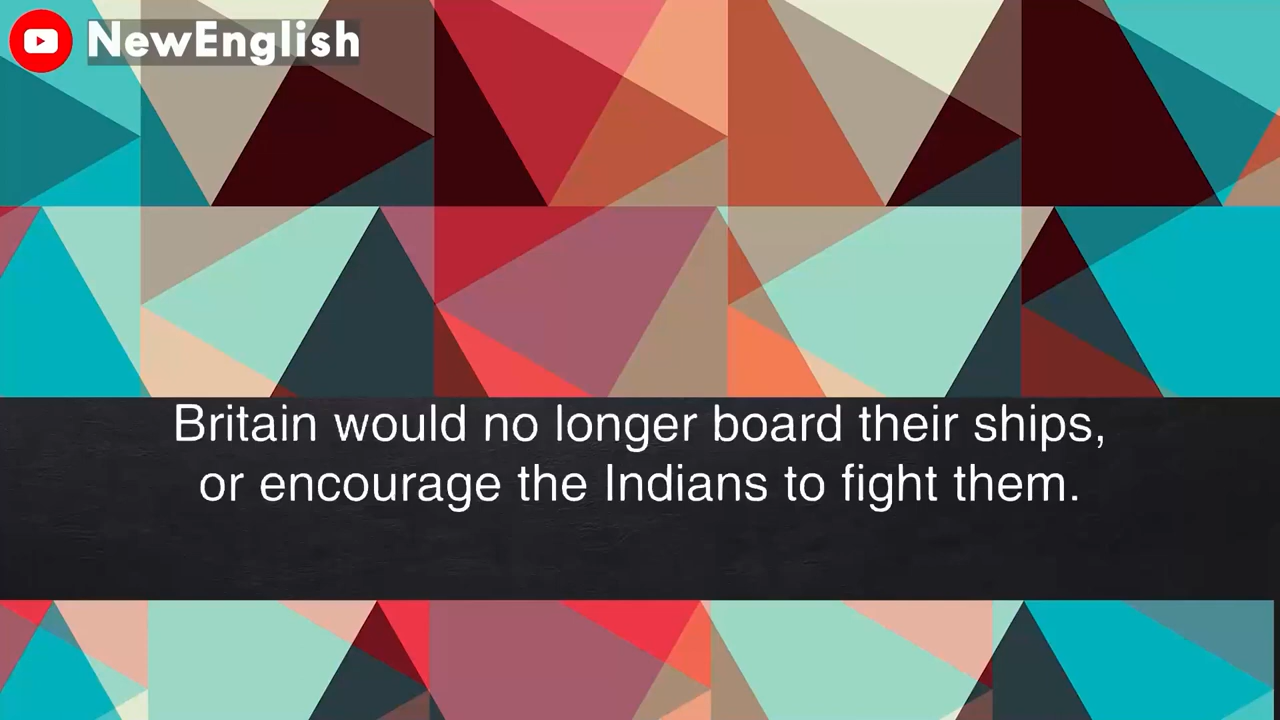 NewEnglish
Britain would no longer board their ships,
or encourage the Indians to fight them.